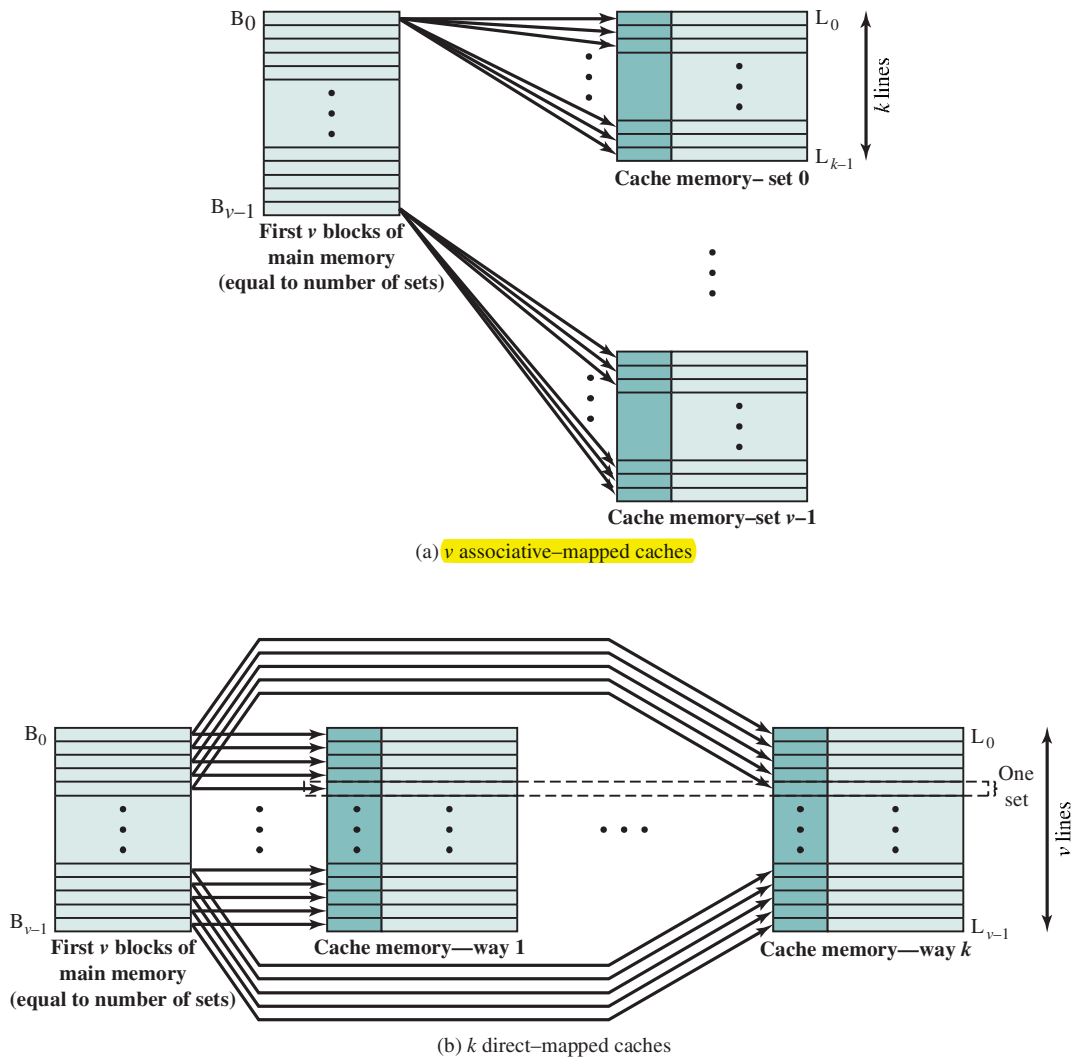 B0
L0
k lines
Lk–1
Cache memory– set 0
Bv–1
First v blocks of
main memory
(equal to number of sets)
Cache memory–set v–1
(a) v associative–mapped caches
B0
L0
One
set
v lines
Bv–1
Lv–1
First v blocks of
main memory
(equal to number of sets)
Cache memory—way 1
Cache memory—way k
(b) k direct–mapped caches